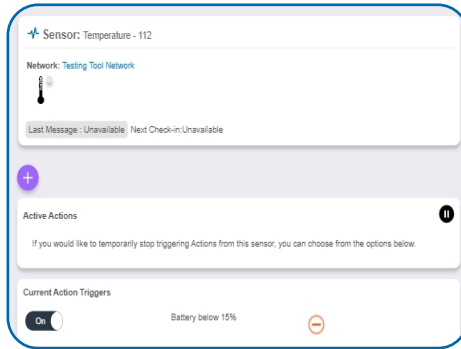 Sensor: Temperature - 112
Network: Testing Tool Network
Last Message : Unavailable Next Check-in:Unavailable
Active Actions
If you would like to temporarily stop triggering Actions from this sensor, you can choose from the options below.
Current Action Triggers
On Battery below 15%